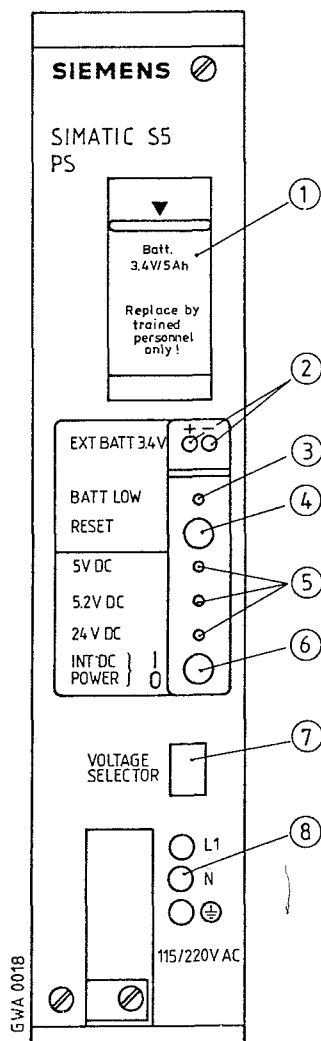 SIEMENS
SIMATIC S5
PS
1
Batt.
3,4V/5Ah
Replace by
trained
personnel
only!
2
+ −
EXT BATT 3.4V
3
BATT LOW
4
RESET
5V DC
5
5.2V DC
24V DC
6
INT DC } 1
POWER } 0
7
VOLTAGE
SELECTOR
8
L1
N
115/220V AC
GWA 0018